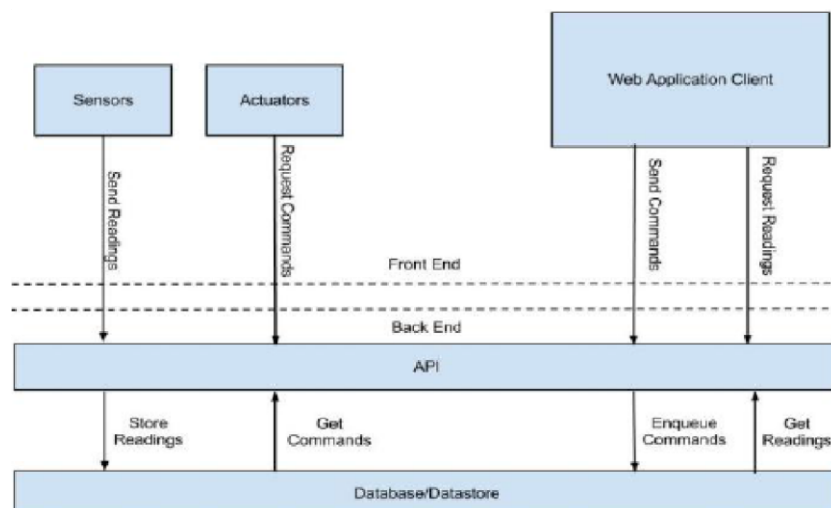 Web Application Client
Sensors
Actuators
Send Readings
Request Commands
Send Commands
Request Readings
Front End
Back End
API
Store
Readings
Get
Commands
Enqueue
Commands
Get
Readings
Database/Datastore